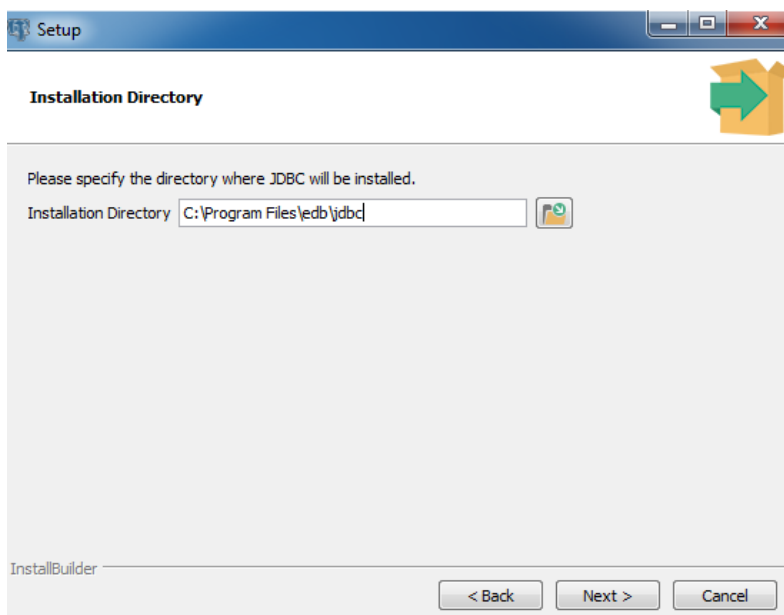 Setup
Installation Directory
Please specify the directory where JDBC will be installed.
Installation Directory C:\Program Files\edb\jdbc
InstallBuilder
< Back Next > Cancel